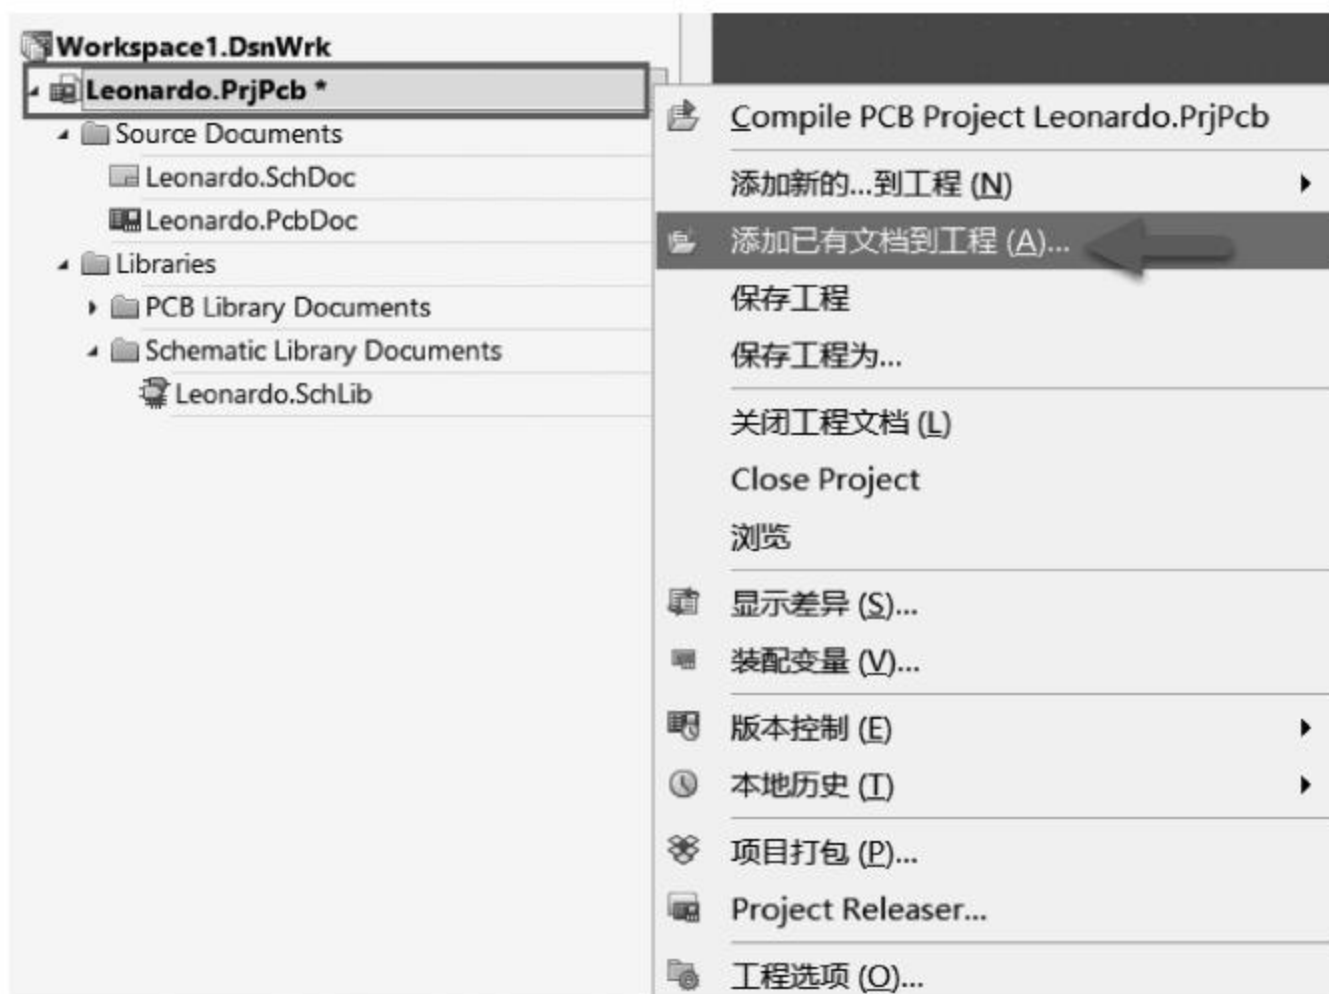 Workspace1.DsnWrk
Leonardo.PrjPcb *
Source Documents
Leonardo.SchDoc
Leonardo.PcbDoc
Libraries
PCB Library Documents
Schematic Library Documents
Leonardo.SchLib
Compile PCB Project Leonardo.PrjPcb
添加新的...到工程 (N)
添加已有文档到工程 (A)...
保存工程
保存工程为...
关闭工程文档 (L)
Close Project
浏览
显示差异 (S)...
装配变量 (V)...
版本控制 (E)
本地历史 (T)
项目打包 (P)...
Project Releaser...
工程选项 (O)...